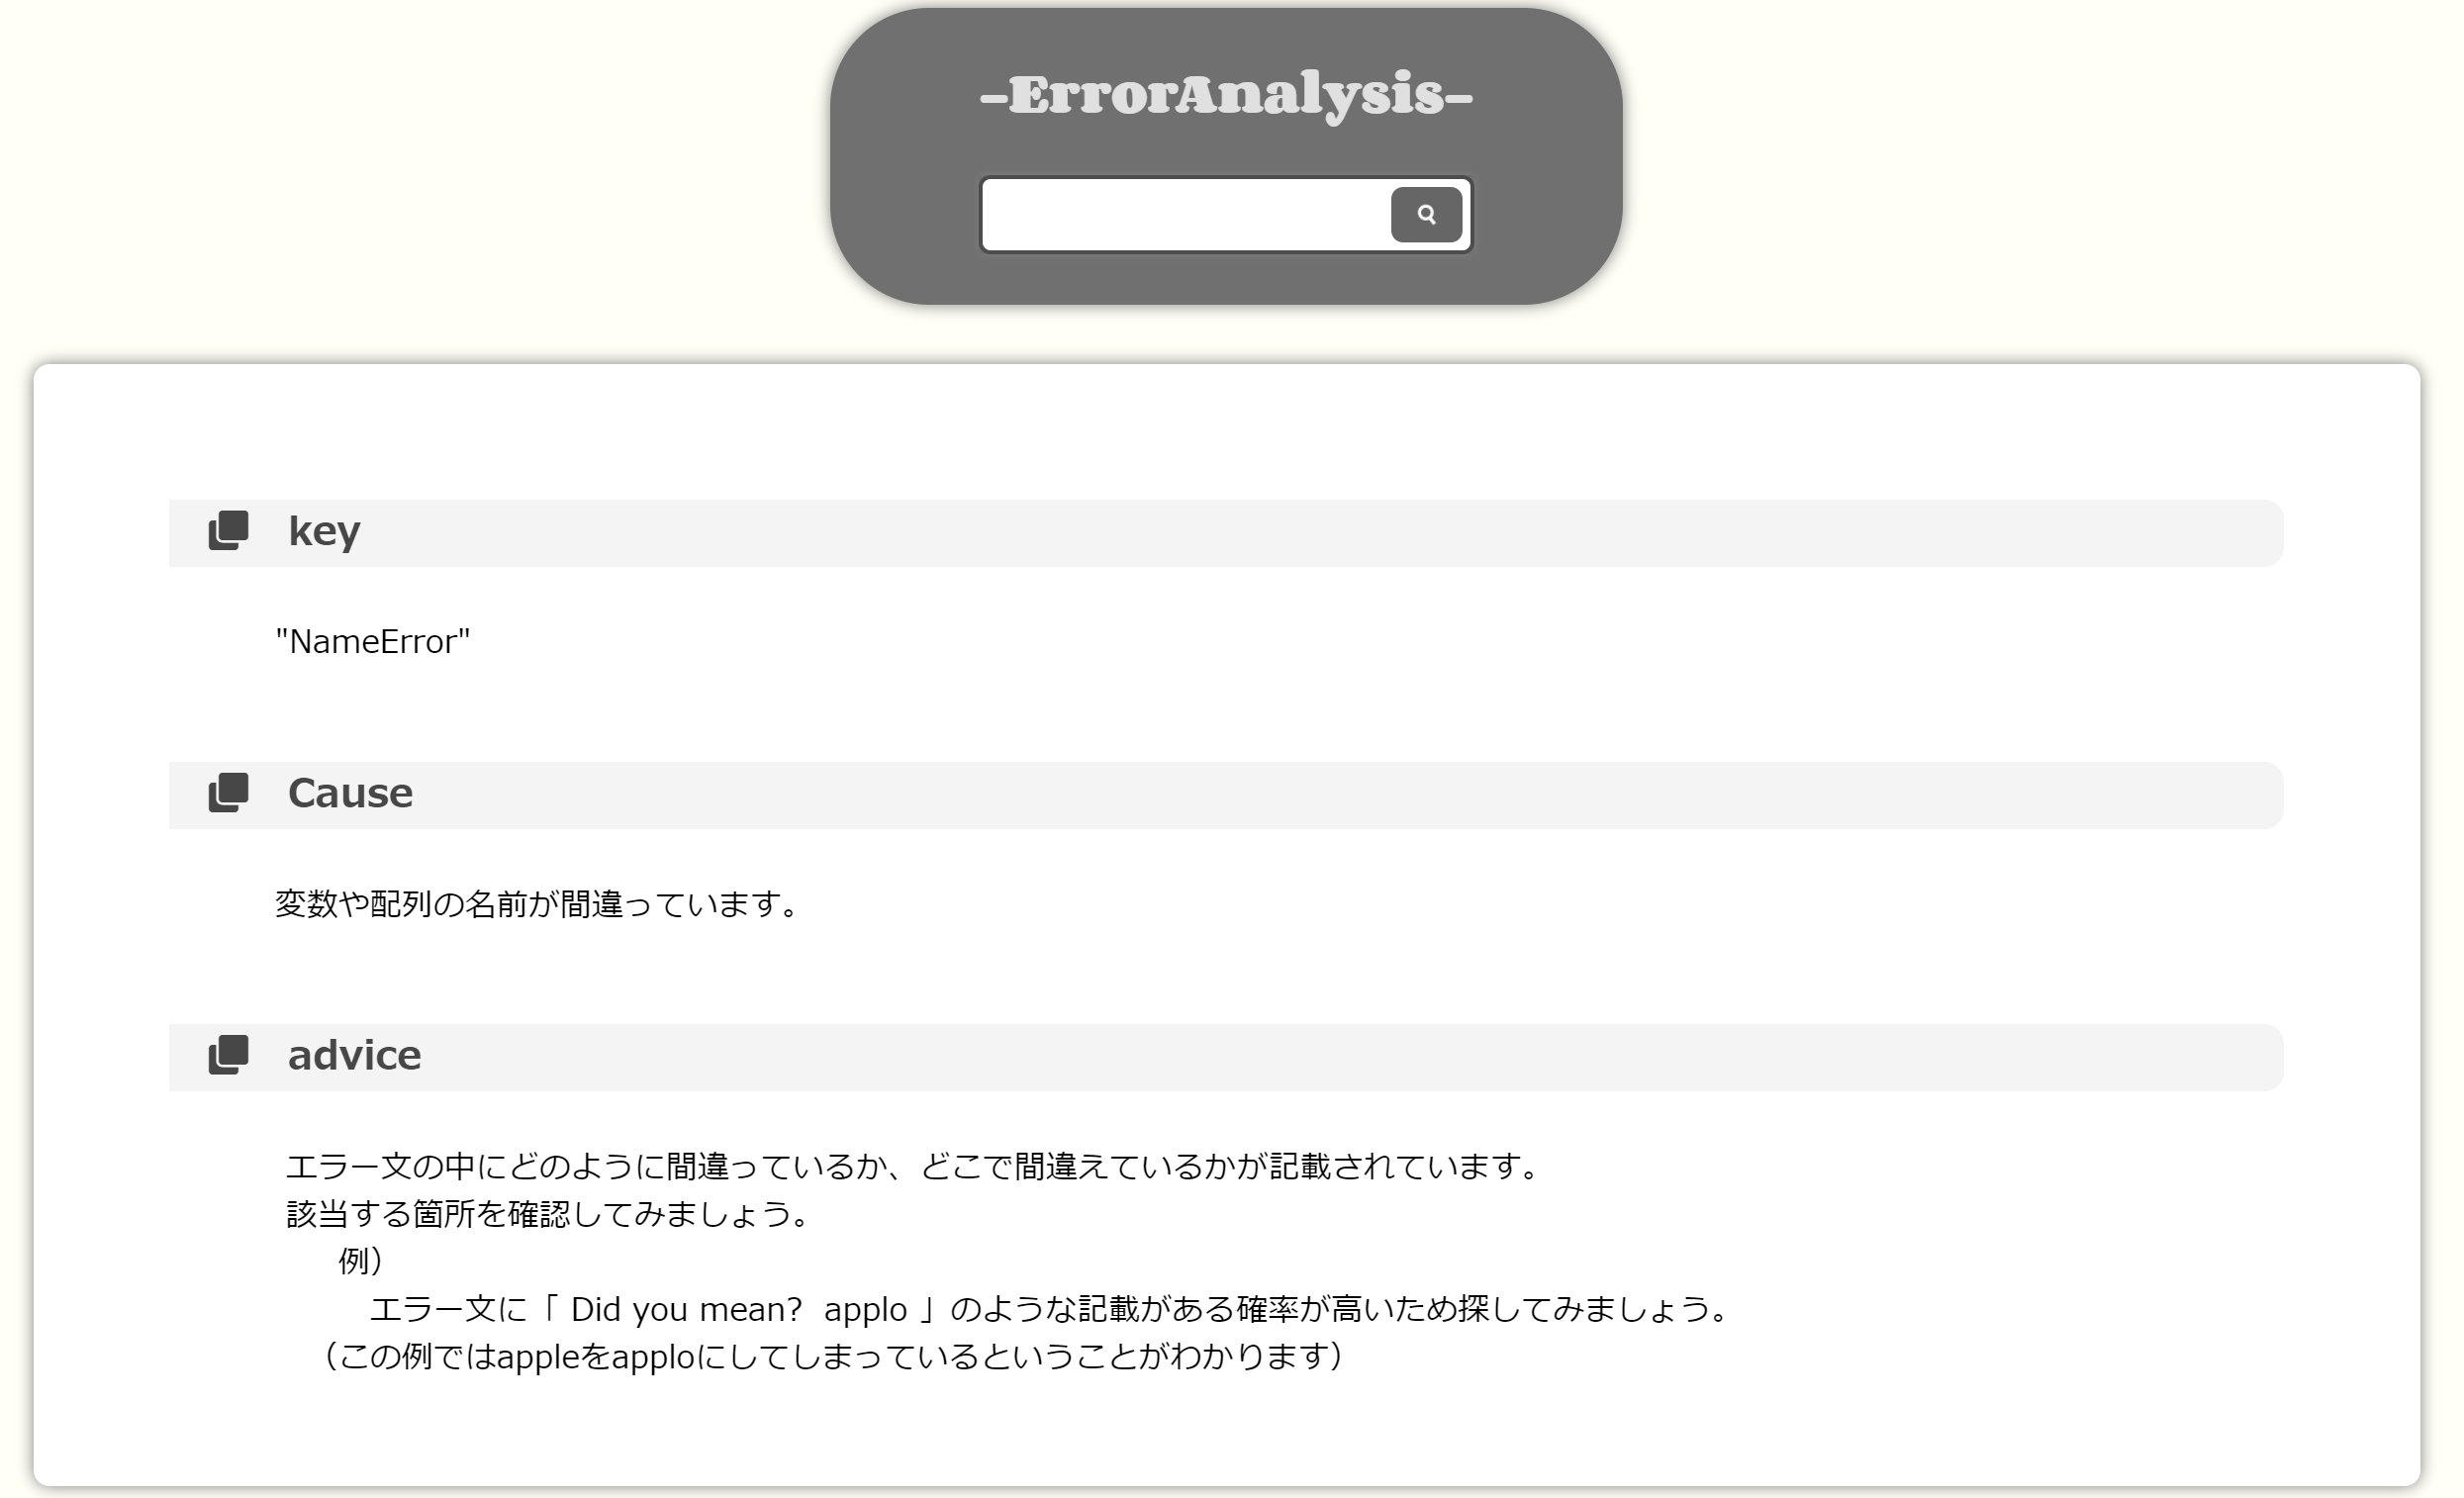 -ErrorAnalysis-
key
"NameError"
Cause
変数や配列の名前が間違っています。
advice
エラー文の中にどのように間違っているか、どこで間違えているかが記載されています。
該当する箇所を確認してみましょう。
例）
エラー文に「 Did you mean?  applo 」のような記載がある確率が高いため探してみましょう。
（この例ではappleをapploにしてしまっているということがわかります）